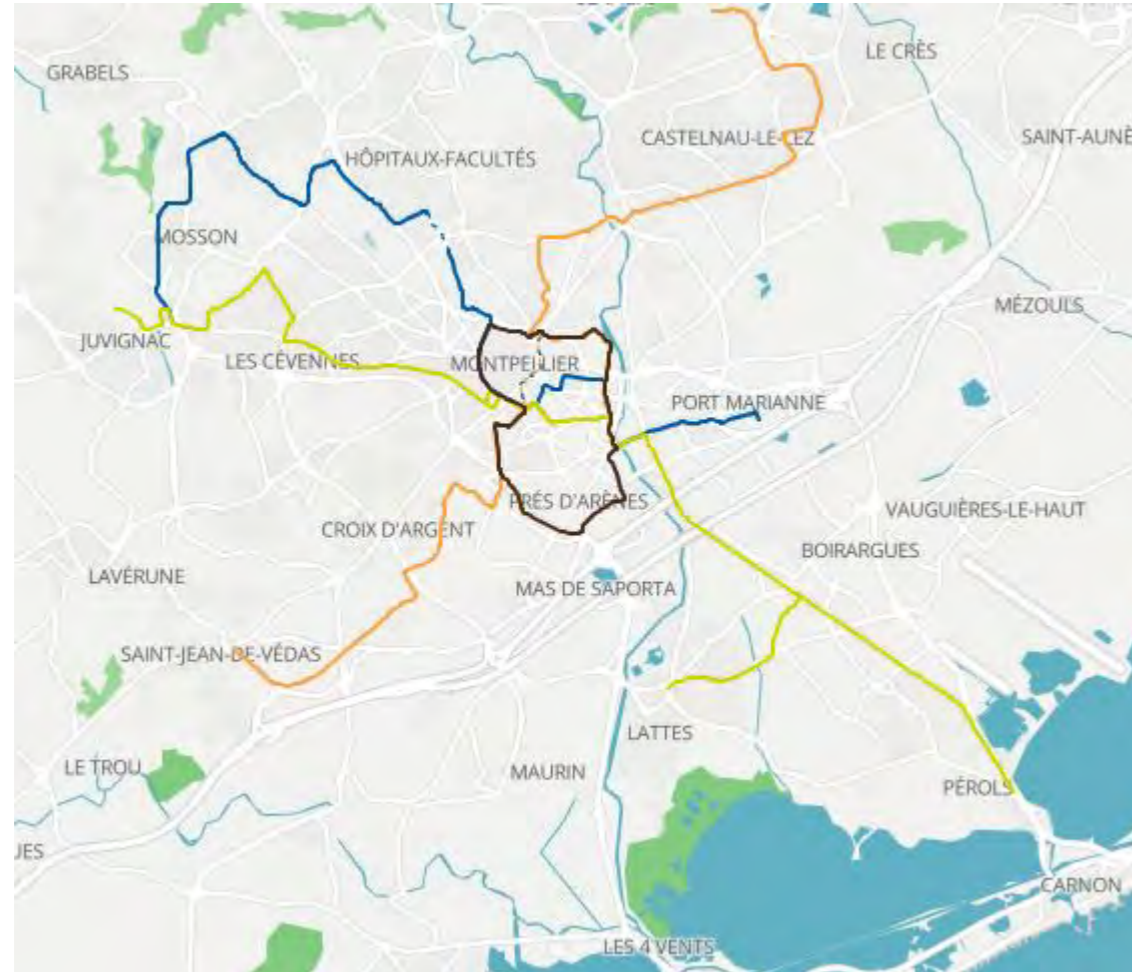 LE CRÈS
GRABELS
CASTELNAU-LE-LEZ
SAINT-AUNÈ
HÔPITAUX-FACULTÉS
MOSSON
MÉZOULS
JUVIGNAC
LES CÉVENNES
MONTPELLIER
PORT MARIANNE
PRÉS D'ARÈNES
VAUGUIÈRES-LE-HAUT
CROIX D'ARGENT
BOIRARGUES
LAVÉRUNE
MAS DE SAPORTA
SAINT-JEAN-DE-VÉDAS
LATTES
LE TROU
MAURIN
PÉROLS
UES
CARNON
LES 4 VENTS